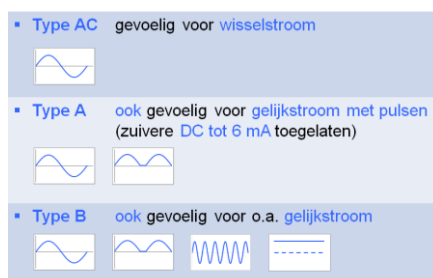 ▪ Type AC gevoelig voor wisselstroom
▪ Type A ook gevoelig voor gelijkstroom met pulsen
(zuivere DC tot 6 mA toegelaten)
▪ Type B ook gevoelig voor o.a. gelijkstroom